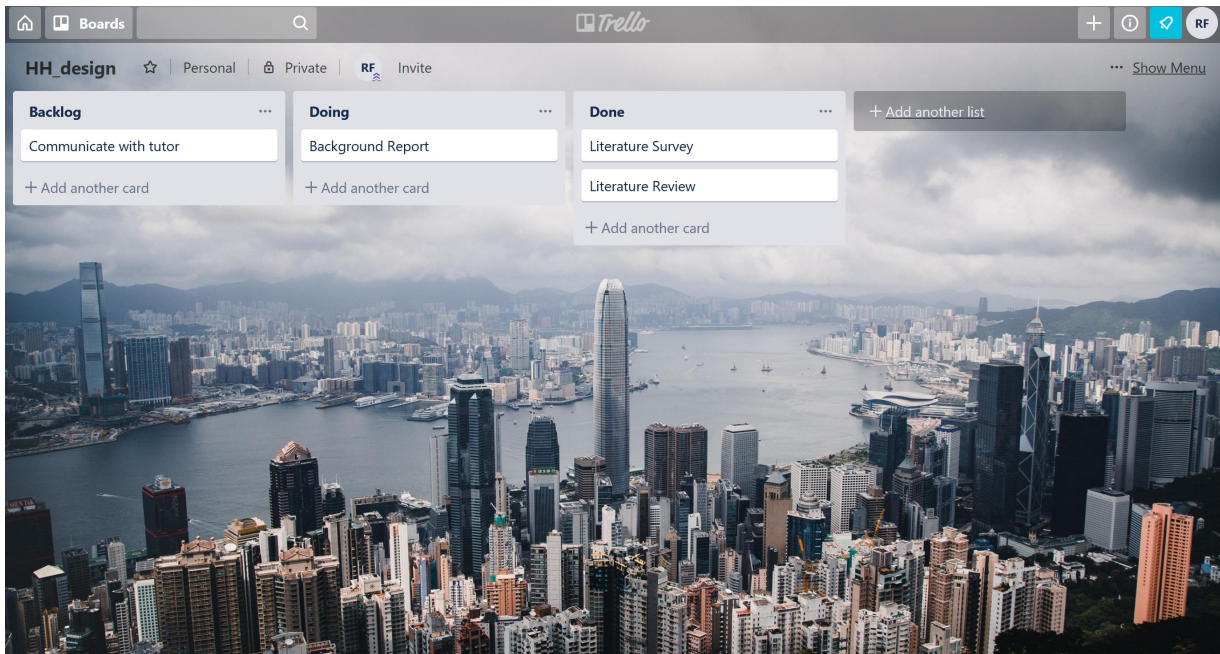 Boards
Trello
RF
HH_design
Personal
Private
RF
Invite
··· Show Menu
Backlog ···
Communicate with tutor
+ Add another card
Doing ···
Background Report
+ Add another card
Done ···
Literature Survey
Literature Review
+ Add another card
+ Add another list